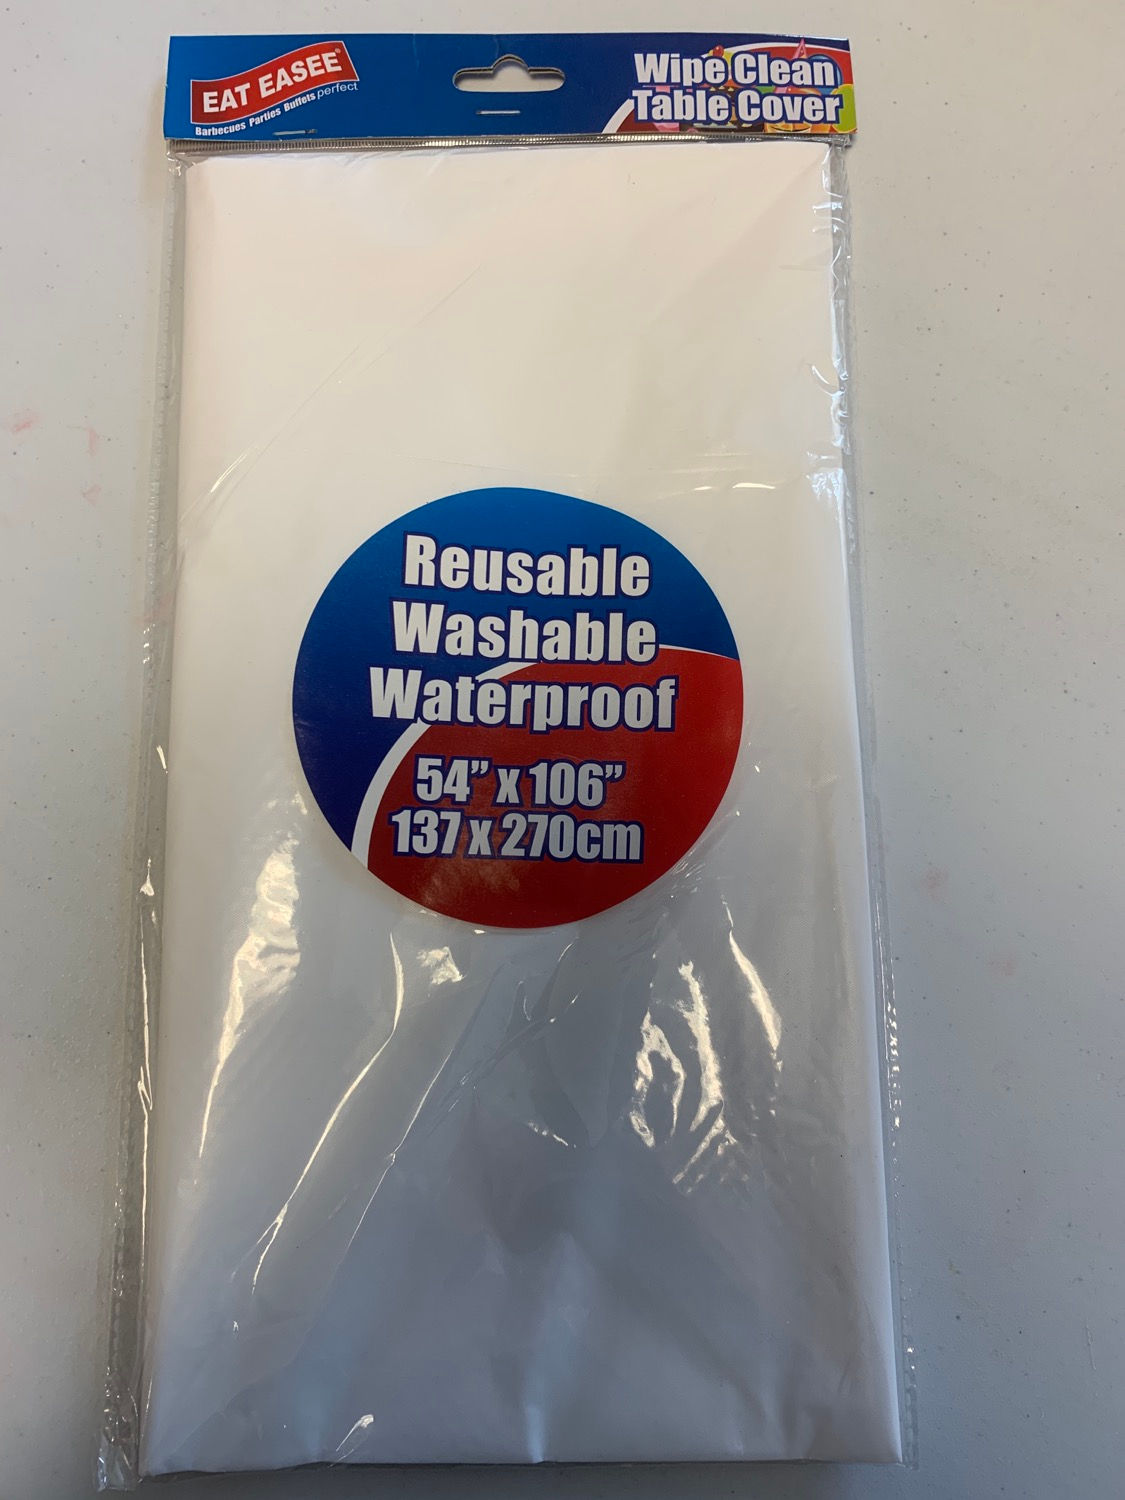 EAT EASEE®
Barbecues Parties Buffets perfect
Wipe Clean
Table Cover
Reusable
Washable
Waterproof
54” x 106”
137 x 270cm